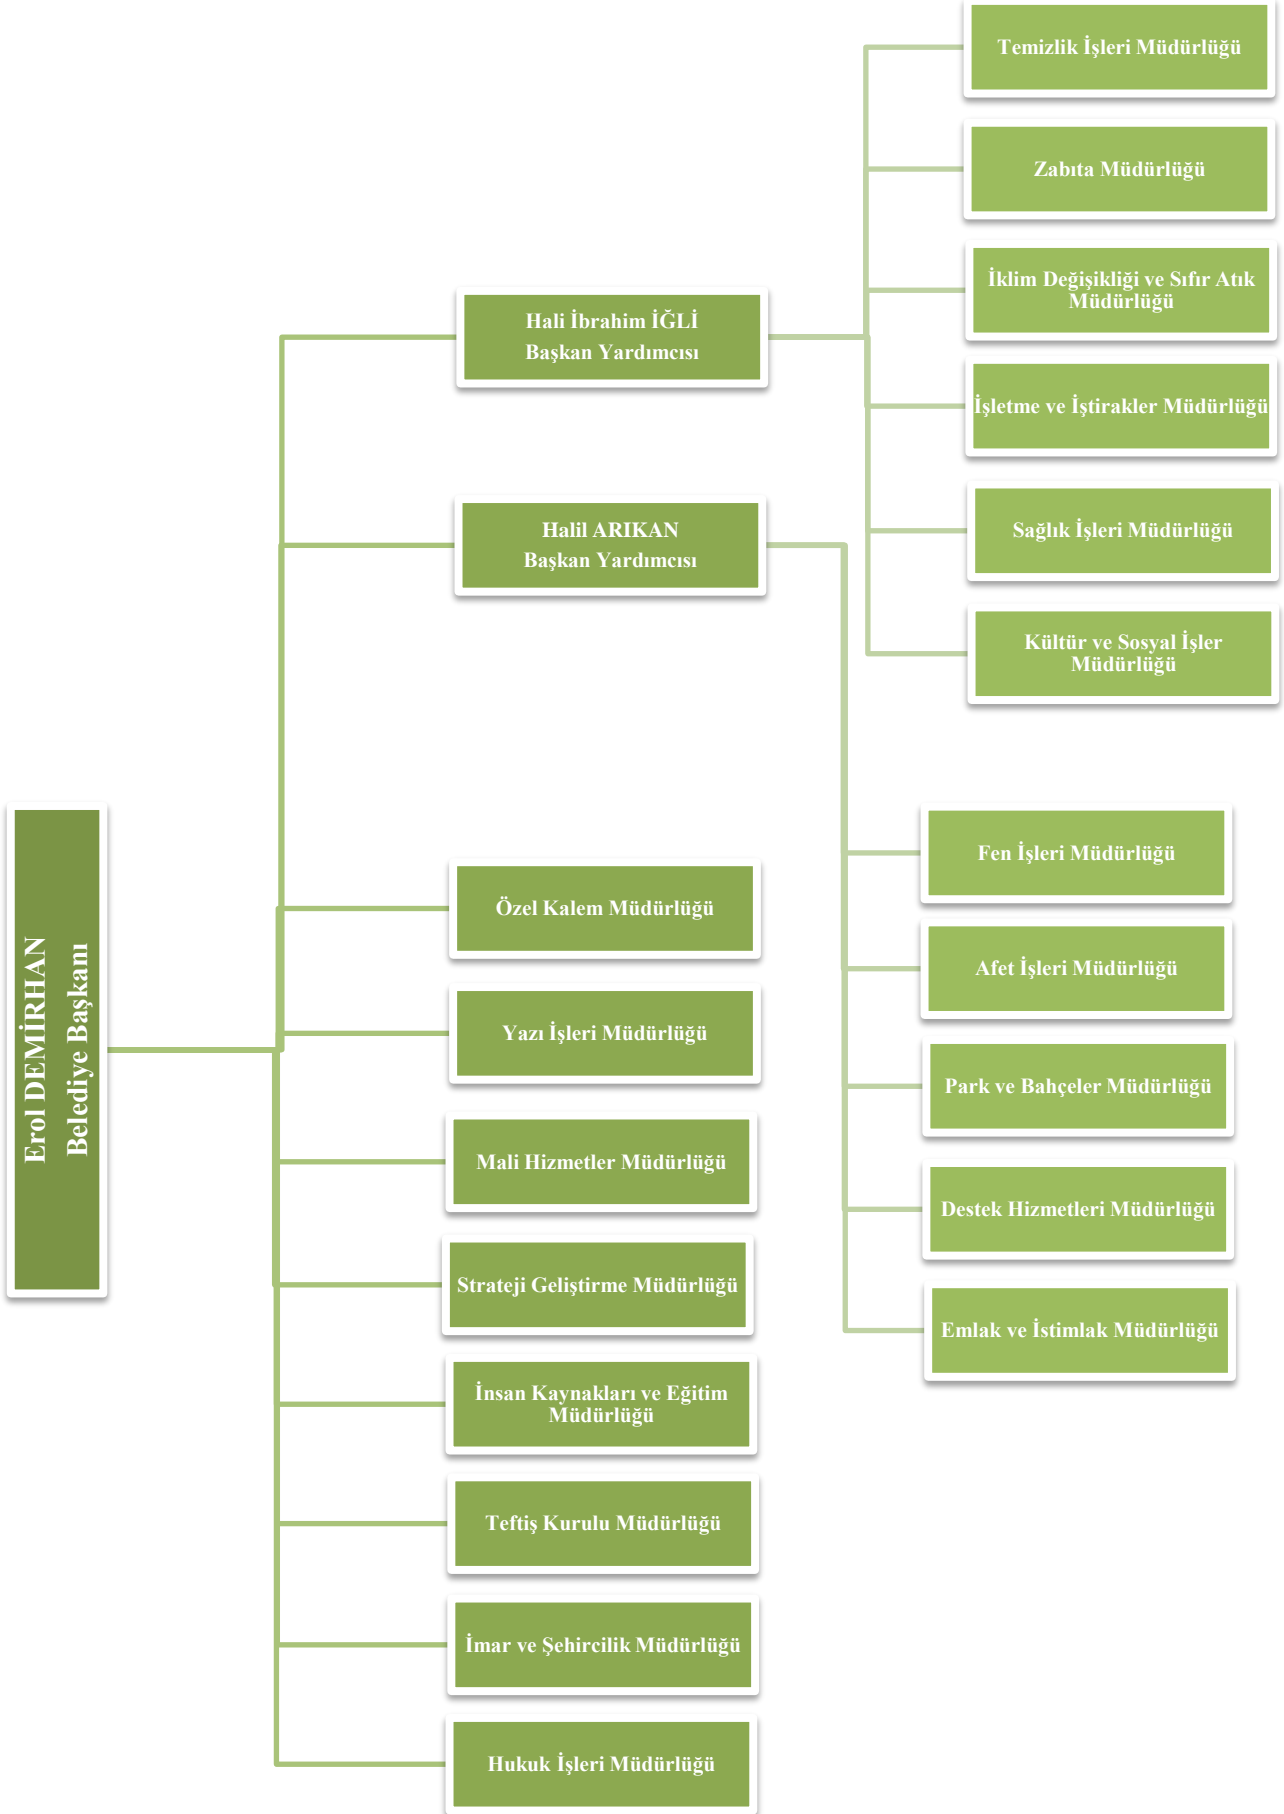 Erol DEMİRHAN
Belediye Başkanı
Hali İbrahim İĞLİ
Başkan Yardımcısı
Temizlik İşleri Müdürlüğü
Zabıta Müdürlüğü
İklim Değişikliği ve Sıfır Atık
Müdürlüğü
İşletme ve İştirakler Müdürlüğü
Sağlık İşleri Müdürlüğü
Kültür ve Sosyal İşler
Müdürlüğü
Halil ARIKAN
Başkan Yardımcısı
Fen İşleri Müdürlüğü
Afet İşleri Müdürlüğü
Park ve Bahçeler Müdürlüğü
Destek Hizmetleri Müdürlüğü
Emlak ve İstimlak Müdürlüğü
Özel Kalem Müdürlüğü
Yazı İşleri Müdürlüğü
Mali Hizmetler Müdürlüğü
Strateji Geliştirme Müdürlüğü
İnsan Kaynakları ve Eğitim
Müdürlüğü
Teftiş Kurulu Müdürlüğü
İmar ve Şehircilik Müdürlüğü
Hukuk İşleri Müdürlüğü